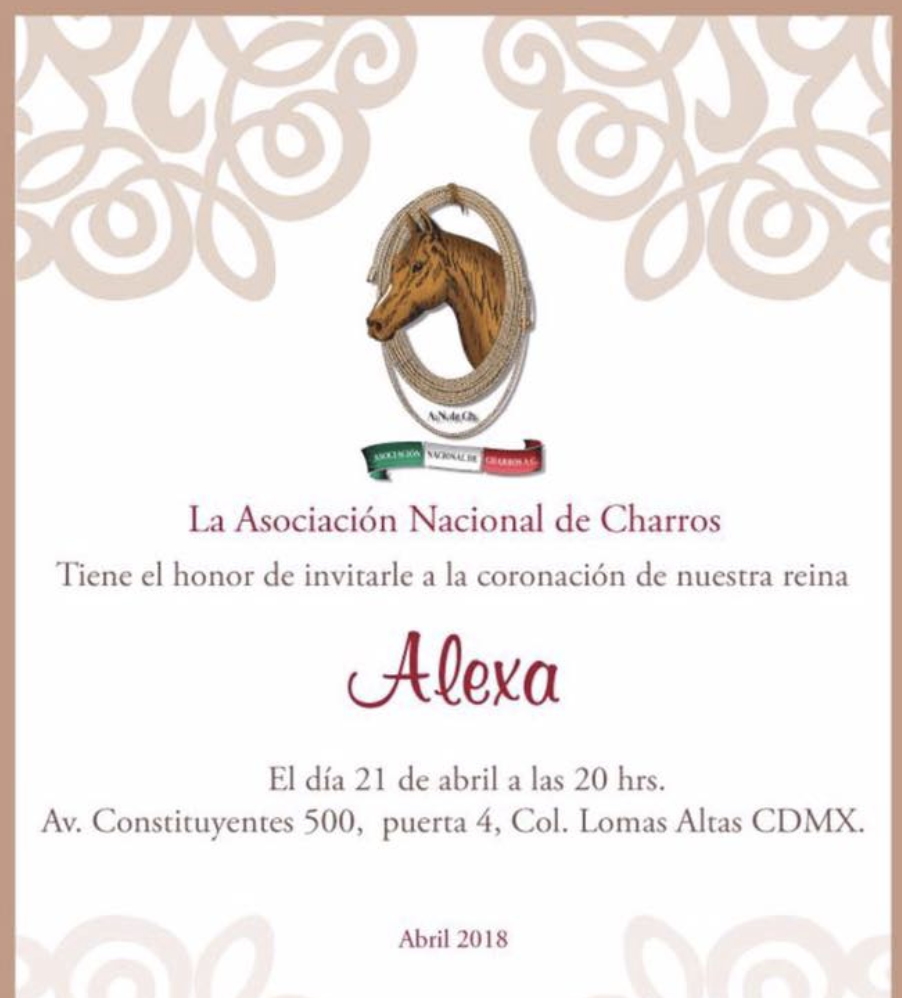 A.N. de Ch.
ASOCIACIÓN NACIONAL DE CHARROS A.C.
La Asociación Nacional de Charros
Tiene el honor de invitarle a la coronación de nuestra reina
Alexa
El día 21 de abril a las 20 hrs.
Av. Constituyentes 500, puerta 4, Col. Lomas Altas CDMX.
Abril 2018